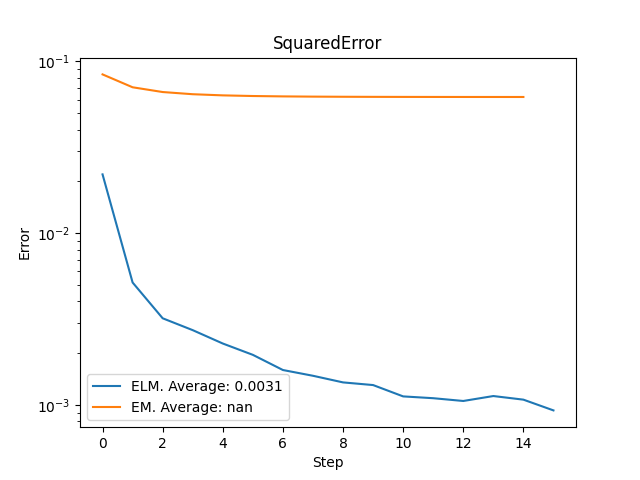 SquaredError
Error
10⁻¹
10⁻²
10⁻³
ELM. Average: 0.0031
EM. Average: nan
0 2 4 6 8 10 12 14
Step